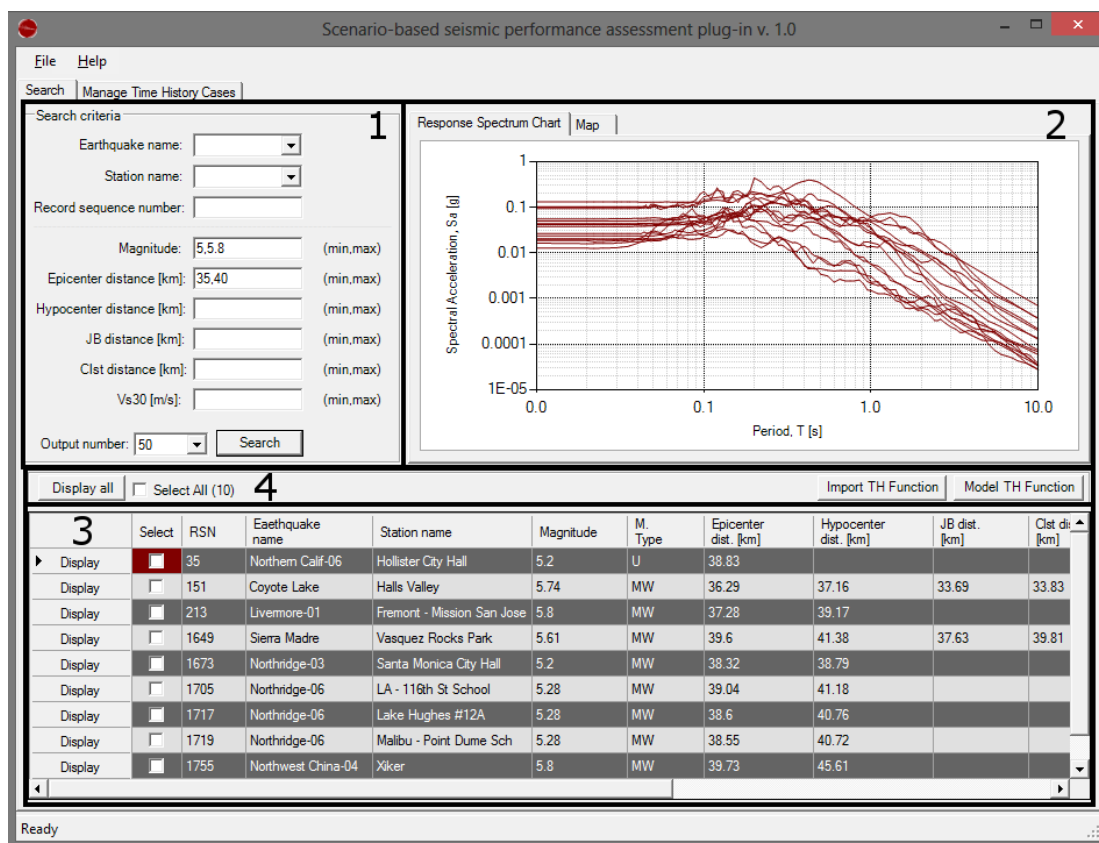 Scenario-based seismic performance assessment plug-in v. 1.0
File Help
Search Manage Time History Cases
Search criteria 1
Earthquake name:
Station name:
Record sequence number:
Magnitude: 5,5.8 (min,max)
Epicenter distance [km]: 35,40 (min,max)
Hypocenter distance [km]: (min,max)
JB distance [km]: (min,max)
Clst distance [km]: (min,max)
Vs30 [m/s]: (min,max)
Output number: 50 Search
Response Spectrum Chart Map 2
Spectral Acceleration, Sa [g]
1
0.1
0.01
0.001
0.0001
1E-05
0.0 0.1 1.0 10.0
Period, T [s]
Display all Select All (10) 4 Import TH Function Model TH Function
3 Select RSN Eaethquake name Station name Magnitude M. Type Epicenter dist. [km] Hypocenter dist. [km] JB dist. [km] Clst di [km]
Display 35 Northern Calif-06 Hollister City Hall 5.2 U 38.83
Display 151 Coyote Lake Halls Valley 5.74 MW 36.29 37.16 33.69 33.83
Display 213 Livermore-01 Fremont - Mission San Jose 5.8 MW 37.28 39.17
Display 1649 Sierra Madre Vasquez Rocks Park 5.61 MW 39.6 41.38 37.63 39.81
Display 1673 Northridge-03 Santa Monica City Hall 5.2 MW 38.32 38.79
Display 1705 Northridge-06 LA - 116th St School 5.28 MW 39.04 41.18
Display 1717 Northridge-06 Lake Hughes #12A 5.28 MW 38.6 40.76
Display 1719 Northridge-06 Malibu - Point Dume Sch 5.28 MW 38.55 40.72
Display 1755 Northwest China-04 Xiker 5.8 MW 39.73 45.61
Ready